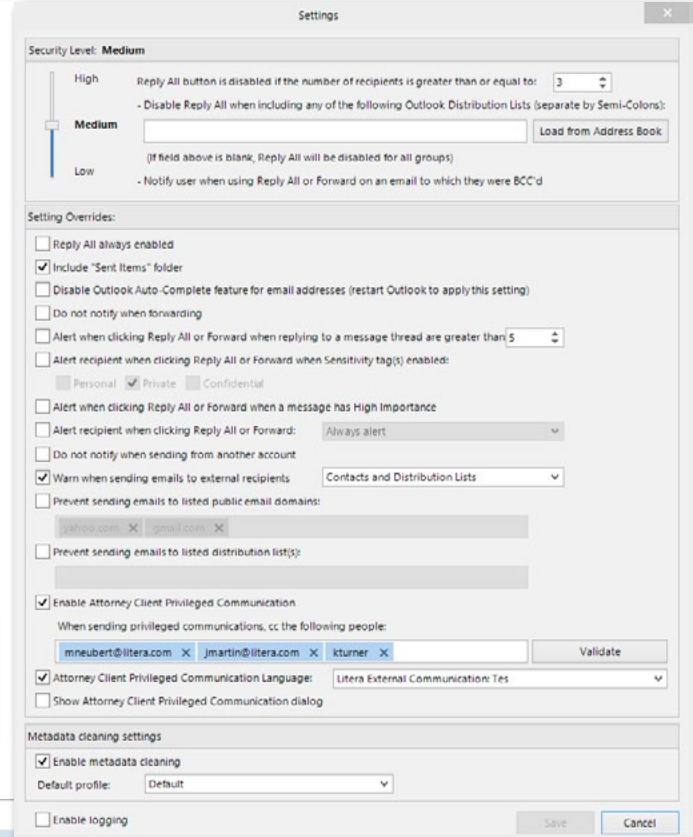 Settings
Security Level: Medium
High
Reply All button is disabled if the number of recipients is greater than or equal to: 3
- Disable Reply All when including any of the following Outlook Distribution Lists (separate by Semi-Colons):
Medium
Load from Address Book
(If field above is blank, Reply All will be disabled for all groups)
Low
- Notify user when using Reply All or Forward on an email to which they were BCC'd
Setting Overrides:
Reply All always enabled
Include "Sent Items" folder
Disable Outlook Auto-Complete feature for email addresses (restart Outlook to apply this setting)
Do not notify when forwarding
Alert when clicking Reply All or Forward when replying to a message thread are greater than 5
Alert recipient when clicking Reply All or Forward when Sensitivity tag(s) enabled:
Personal Private Confidential
Alert when clicking Reply All or Forward when a message has High Importance
Alert recipient when clicking Reply All or Forward: Always alert
Do not notify when sending from another account
Warn when sending emails to external recipients Contacts and Distribution Lists
Prevent sending emails to listed public email domains:
yahoo.com gmail.com
Prevent sending emails to listed distribution list(s):
Enable Attorney Client Privileged Communication
When sending privileged communications, cc the following people:
mneubert@litera.com jmartin@litera.com kturner Validate
Attorney Client Privileged Communication Language: Litera External Communication: Tes
Show Attorney Client Privileged Communication dialog
Metadata cleaning settings
Enable metadata cleaning
Default profile: Default
Enable logging
Save Cancel